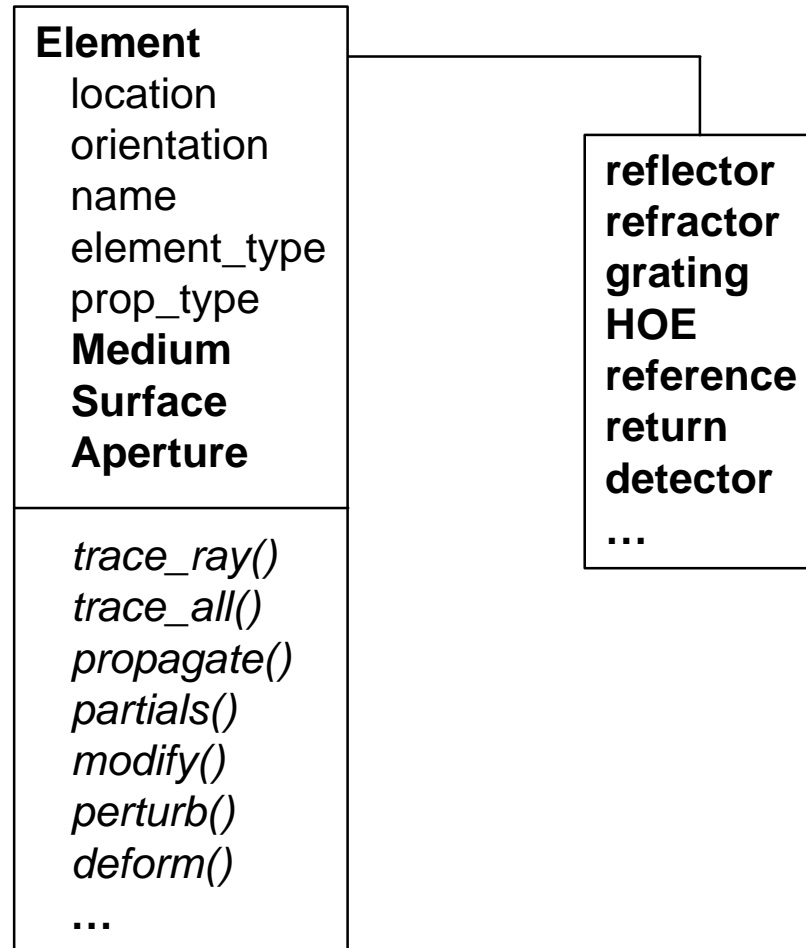 Element
location
orientation
name
element_type
prop_type
Medium
Surface
Aperture
trace_ray()
trace_all()
propagate()
partials()
modify()
perturb()
deform()
…
reflector
refractor
grating
HOE
reference
return
detector
…